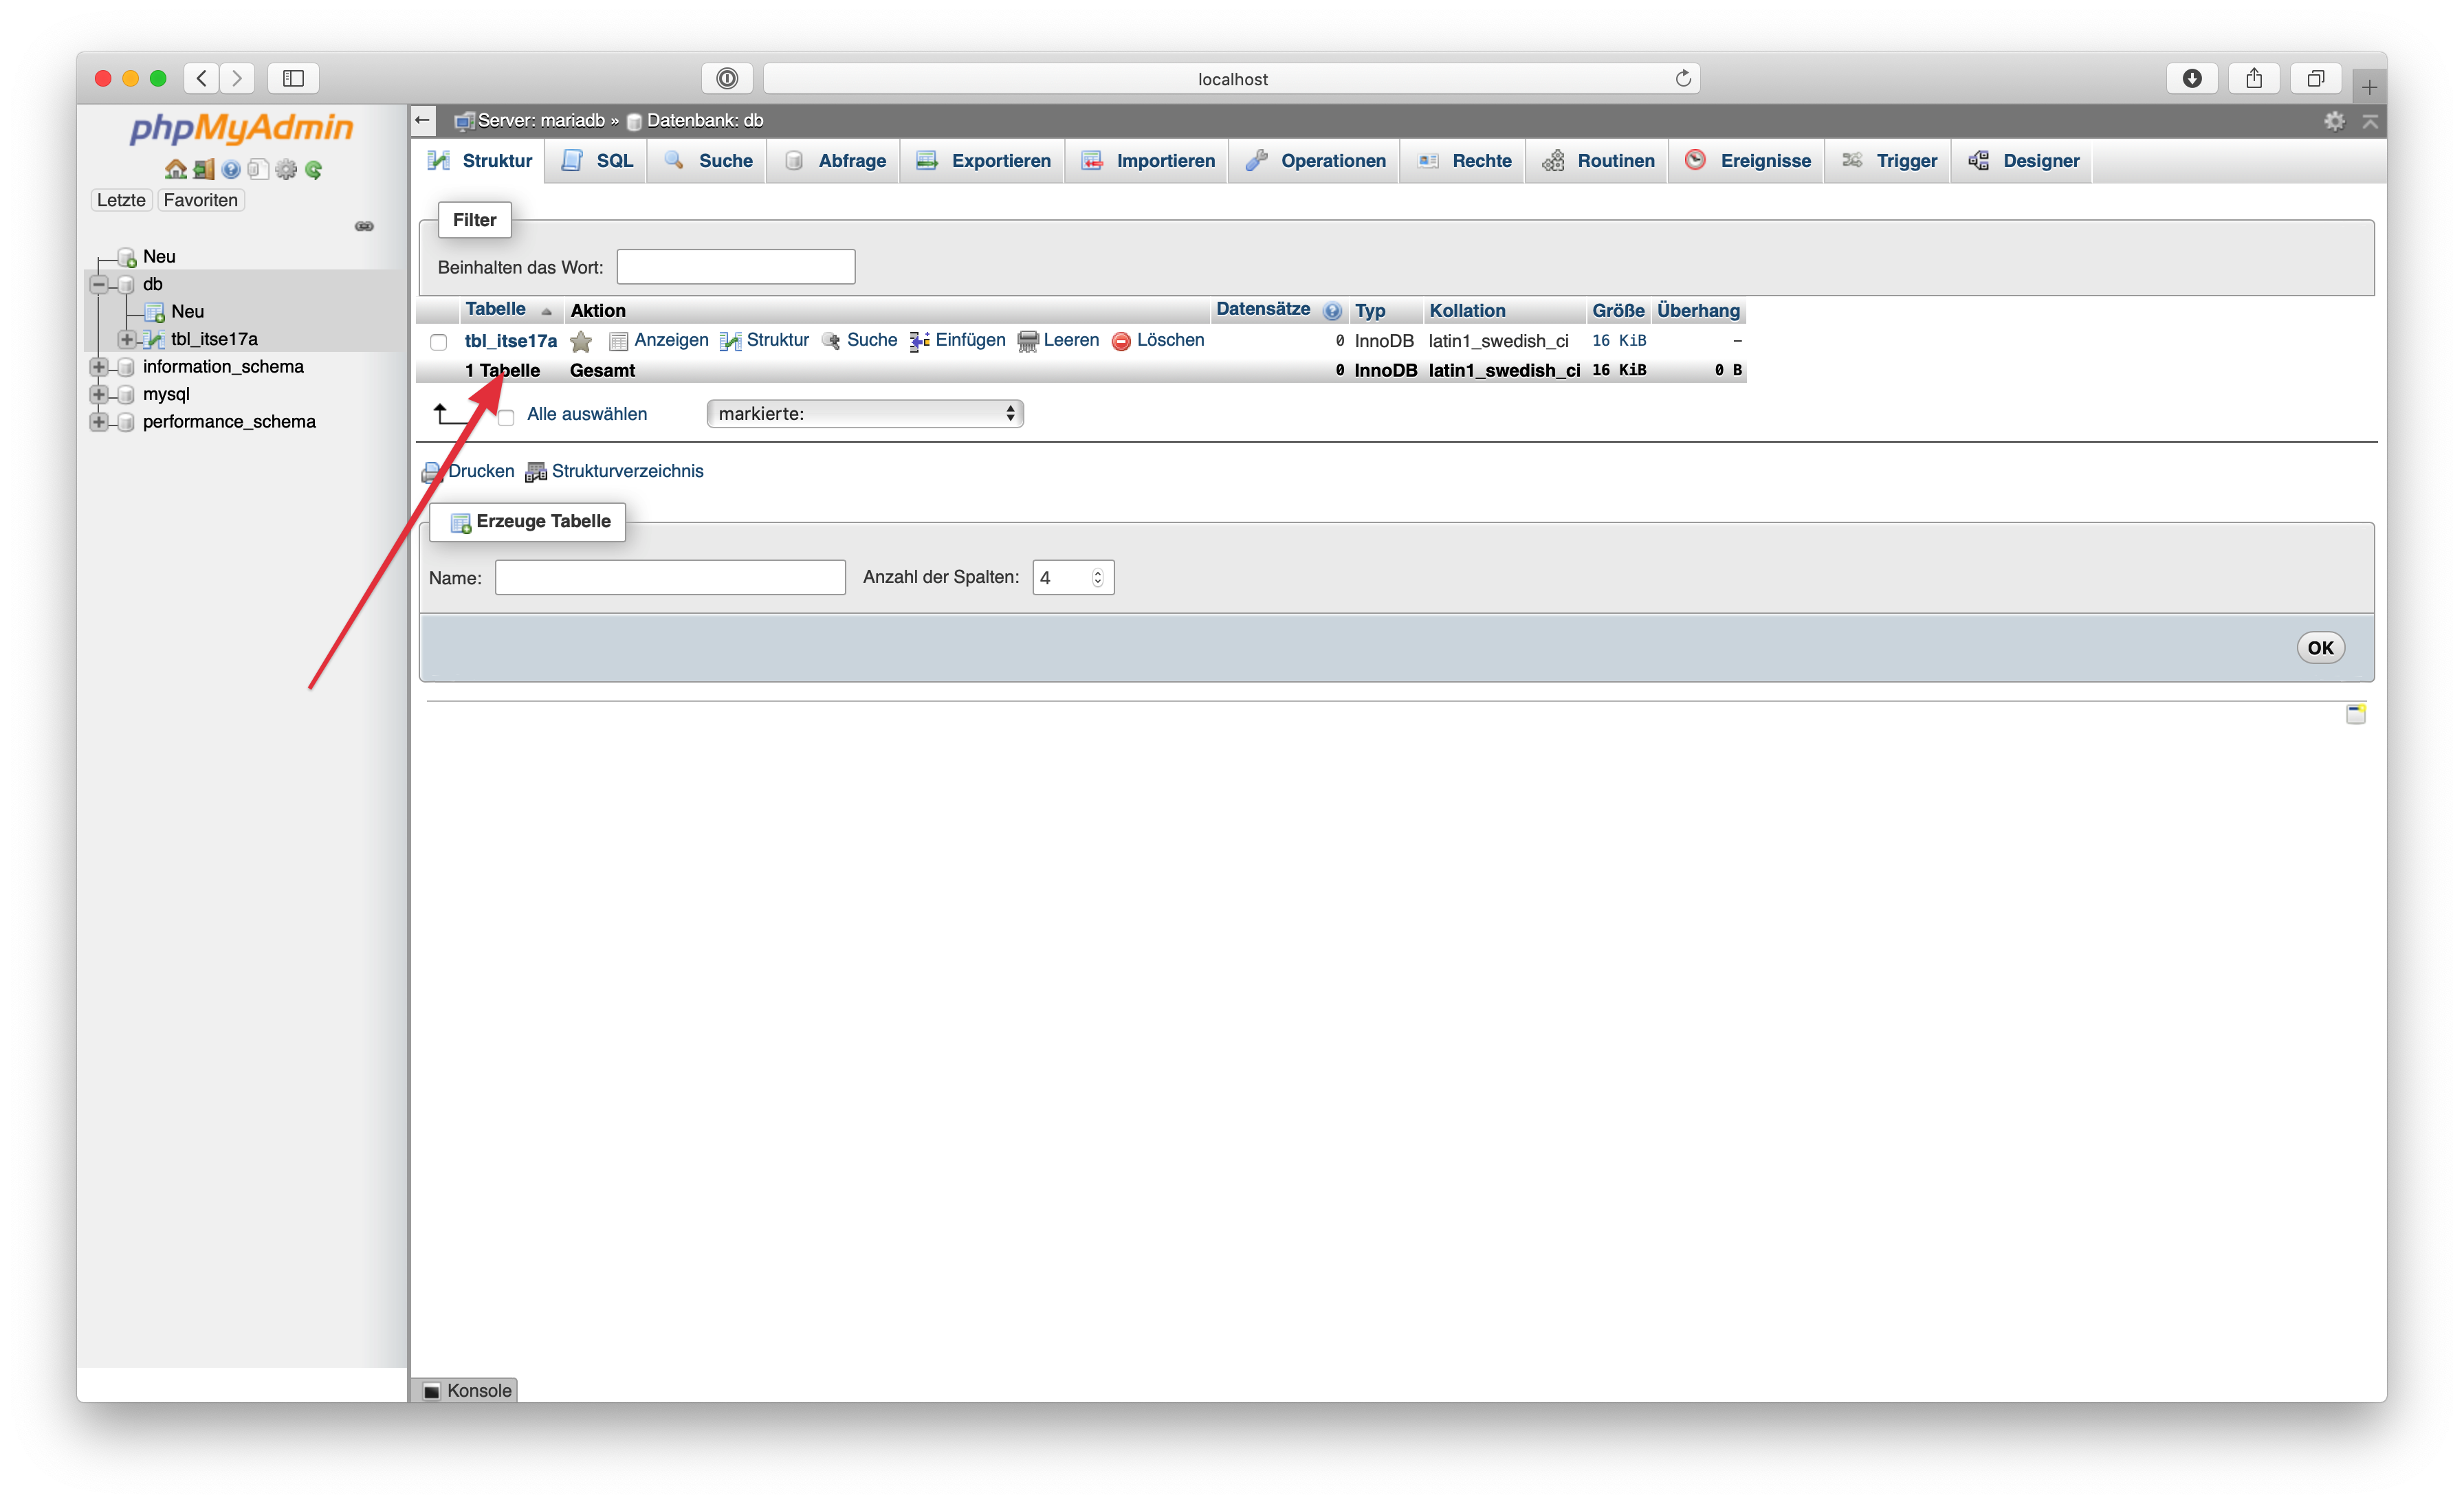 localhost
phpMyAdmin
Letzte Favoriten
Neu
db
Neu
tbl_itse17a
information_schema
mysql
performance_schema
Server: mariadb » Datenbank: db
Struktur SQL Suche Abfrage Exportieren Importieren Operationen Rechte Routinen Ereignisse Trigger Designer
Filter
Beinhalten das Wort:
Tabelle Aktion Datensätze Typ Kollation Größe Überhang
tbl_itse17a Anzeigen Struktur Suche Einfügen Leeren Löschen 0 InnoDB latin1_swedish_ci 16 KiB –
1 Tabelle Gesamt 0 InnoDB latin1_swedish_ci 16 KiB 0 B
Alle auswählen markierte:
Drucken Strukturverzeichnis
Erzeuge Tabelle
Name: Anzahl der Spalten: 4
OK
Konsole